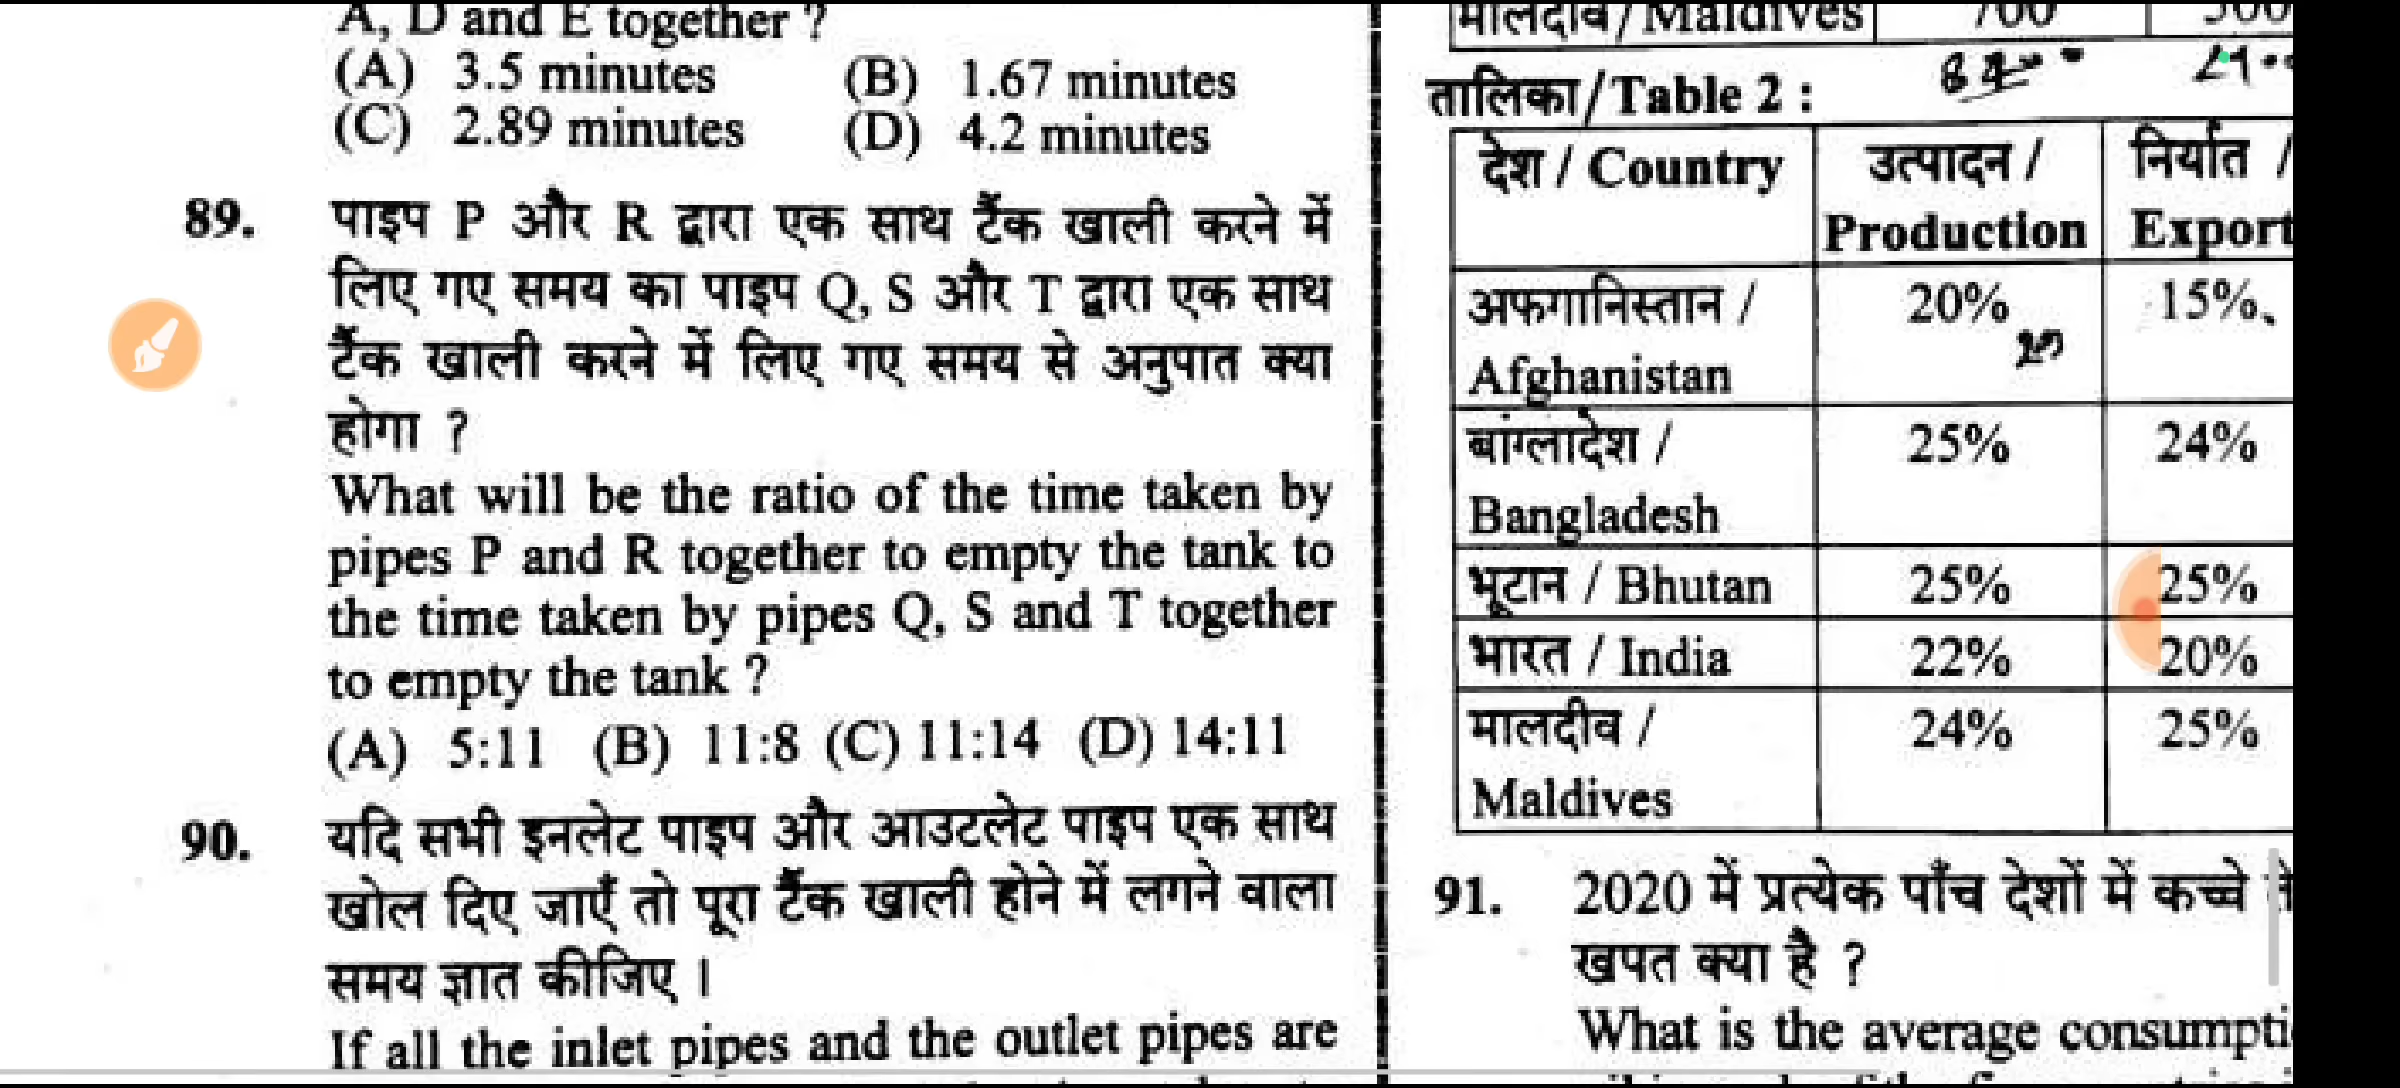 A, D and E together ?
(A) 3.5 minutes (B) 1.67 minutes
(C) 2.89 minutes (D) 4.2 minutes
89. पाइप P और R द्वारा एक साथ टैंक खाली करने में
लिए गए समय का पाइप Q, S और T द्वारा एक साथ
टैंक खाली करने में लिए गए समय से अनुपात क्या
होगा ?
What will be the ratio of the time taken by
pipes P and R together to empty the tank to
the time taken by pipes Q, S and T together
to empty the tank ?
(A) 5:11 (B) 11:8 (C) 11:14 (D) 14:11
90. यदि सभी इनलेट पाइप और आउटलेट पाइप एक साथ
खोल दिए जाएँ तो पूरा टैंक खाली होने में लगने वाला
समय ज्ञात कीजिए ।
If all the inlet pipes and the outlet pipes are
मालदीव/Maldives 700
तालिका/Table 2 :
देश / Country उत्पादन / निर्यात /
Production Export
अफगानिस्तान / 20% 15%
Afghanistan
बांग्लादेश / 25% 24%
Bangladesh
भूटान / Bhutan 25% 25%
भारत / India 22% 20%
मालदीव / 24% 25%
Maldives
91. 2020 में प्रत्येक पाँच देशों में कच्चे
खपत क्या है ?
What is the average consumpti